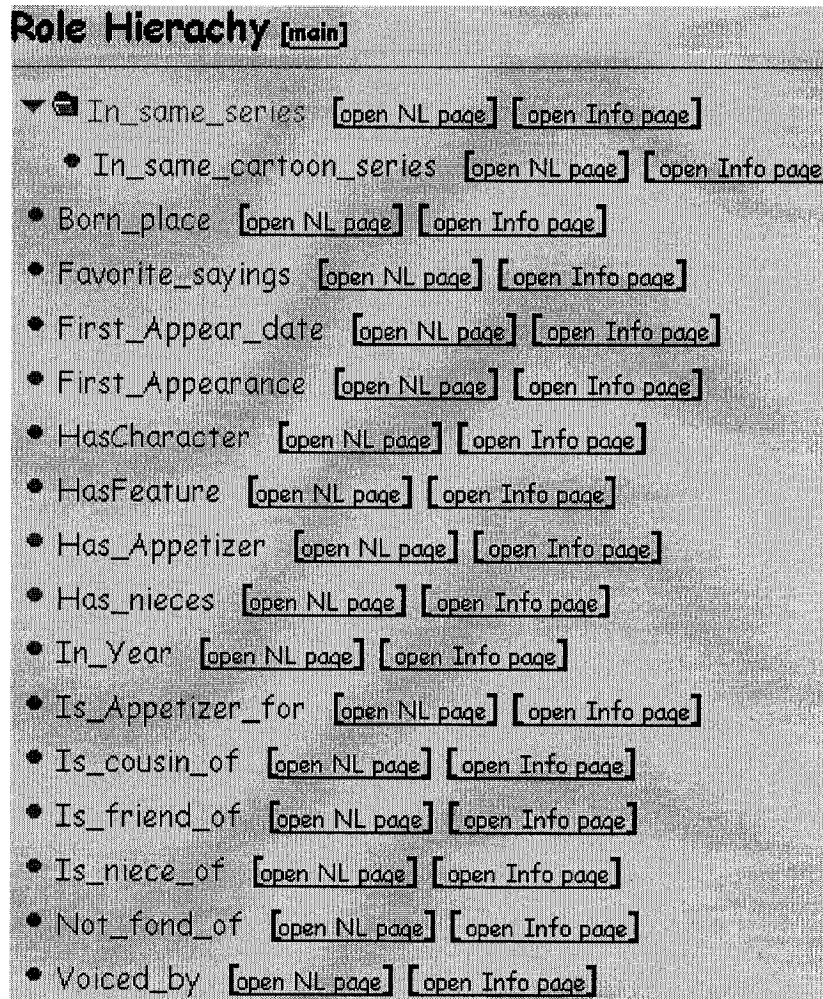 Role Hierachy [main]
In_same_series [open NL page] [open Info page]
In_same_cartoon_series [open NL page] [open Info page
Born_place [open NL page] [open Info page]
Favorite_sayings [open NL page] [open Info page]
First_Appear_date [open NL page] [open Info page]
First_Appearance [open NL page] [open Info page]
HasCharacter [open NL page] [open Info page]
HasFeature [open NL page] [open Info page]
Has_Appetizer [open NL page] [open Info page]
Has_nieces [open NL page] [open Info page]
In_Year [open NL page] [open Info page]
Is_Appetizer_for [open NL page] [open Info page]
Is_cousin_of [open NL page] [open Info page]
Is_friend_of [open NL page] [open Info page]
Is_niece_of [open NL page] [open Info page]
Not_fond_of [open NL page] [open Info page]
Voiced_by [open NL page] [open Info page]